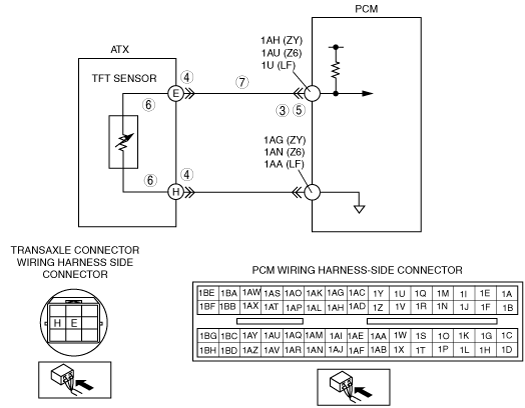 PCM
ATX
1AH (ZY)
1AU (Z6)
1U (LF)
TFT SENSOR
4
7
E
6
3 5
1AG (ZY)
1AN (Z6)
1AA (LF)
6
4
H
TRANSAXLE CONNECTOR
WIRING HARNESS SIDE
CONNECTOR
H E
PCM WIRING HARNESS-SIDE CONNECTOR
1BE 1BA 1AW 1AS 1AO 1AK 1AG 1AC 1Y 1U 1Q 1M 1I 1E 1A
1BF 1BB 1AX 1AT 1AP 1AL 1AH 1AD 1Z 1V 1R 1N 1J 1F 1B
1BG 1BC 1AY 1AU 1AQ 1AM 1AI 1AE 1AA 1W 1S 1O 1K 1G 1C
1BH 1BD 1AZ 1AV 1AR 1AN 1AJ 1AF 1AB 1X 1T 1P 1L 1H 1D